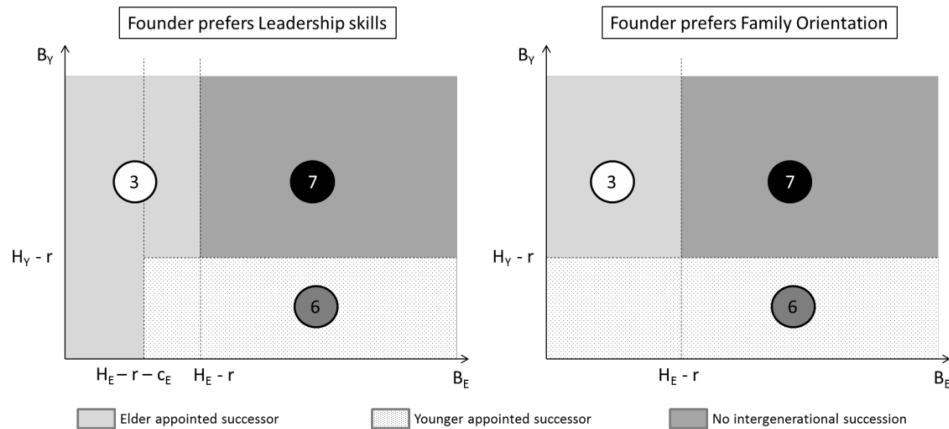 Founder prefers Leadership skills
B_Y
3
7
H_Y - r
6
H_E – r – c_E
H_E - r
B_E
Founder prefers Family Orientation
B_Y
3
7
H_Y - r
6
H_E - r
B_E
Elder appointed successor
Younger appointed successor
No intergenerational succession